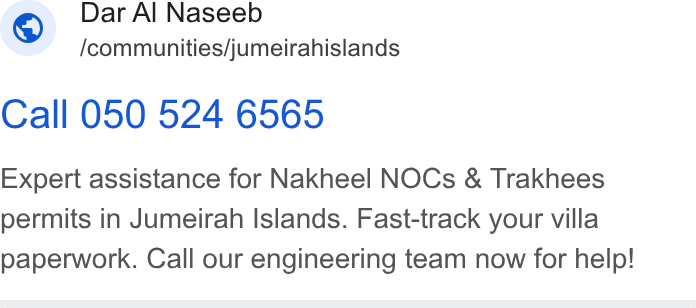 Dar Al Naseeb
/communities/jumeirahislands
Call 050 524 6565
Expert assistance for Nakheel NOCs & Trakhees
permits in Jumeirah Islands. Fast-track your villa
paperwork. Call our engineering team now for help!